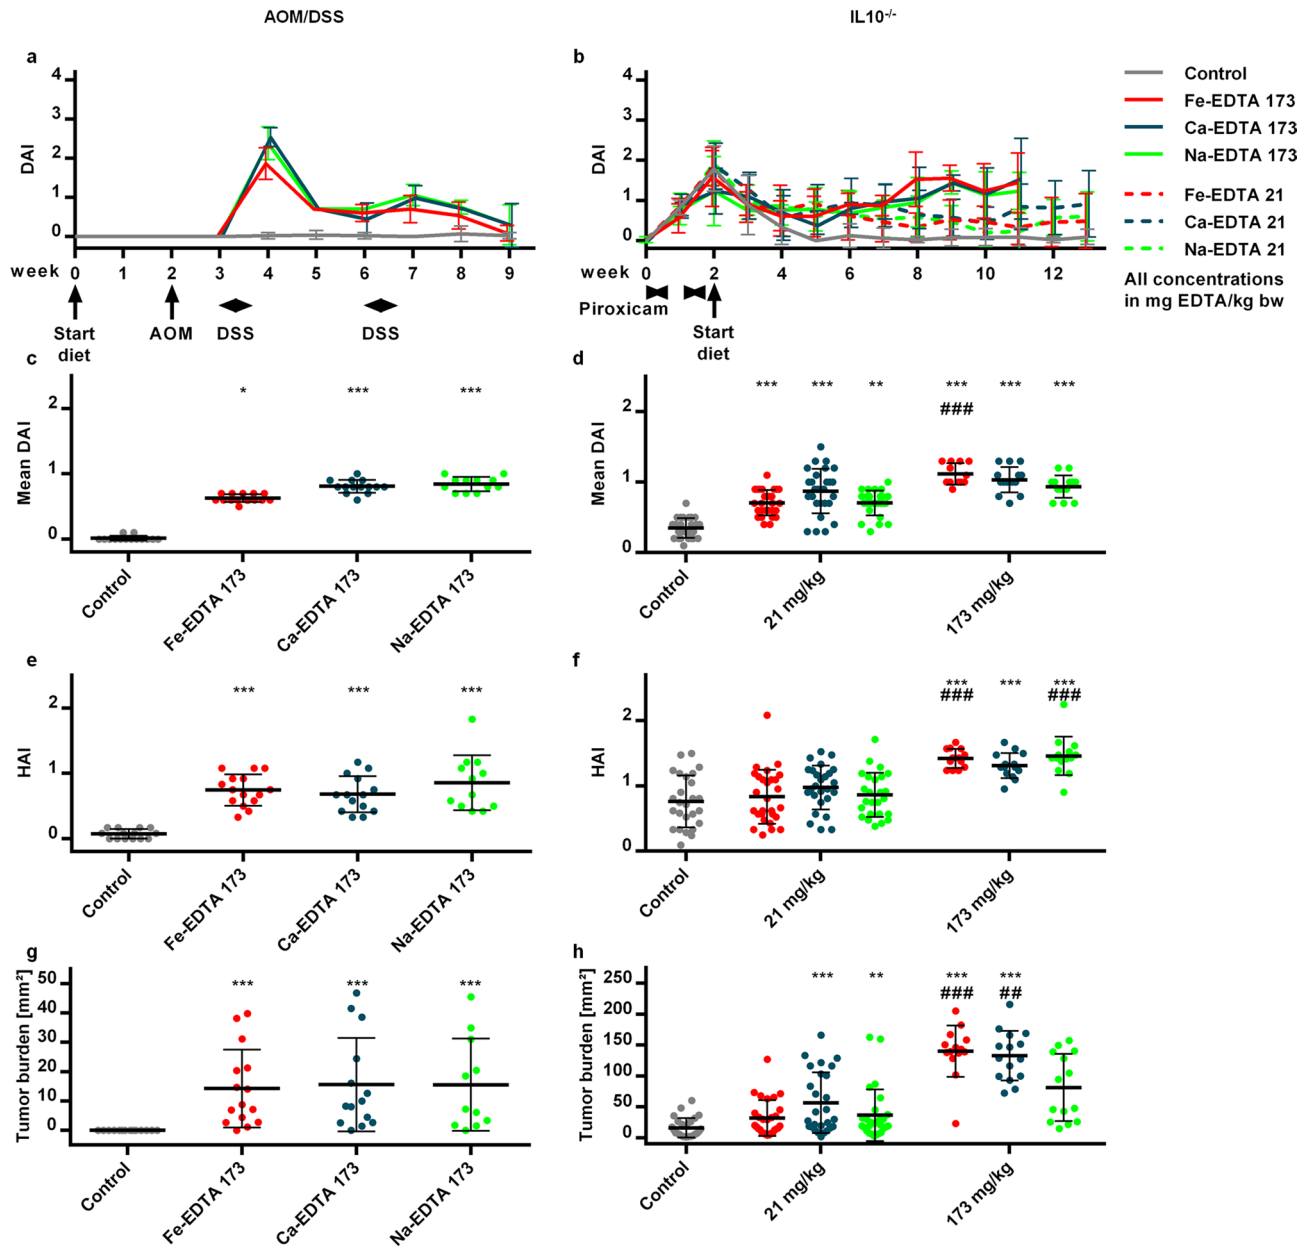 AOM/DSS
IL10-/-
a
DAI
4
3
2
1
0
week
0 1 2 3 4 5 6 7 8 9
Start
diet
AOM
DSS
DSS
b
DAI
4
3
2
1
0
week
0 2 4 6 8 10 12
Piroxicam
Start
diet
Control
Fe-EDTA 173
Ca-EDTA 173
Na-EDTA 173
Fe-EDTA 21
Ca-EDTA 21
Na-EDTA 21
All concentrations
in mg EDTA/kg bw
c
Mean DAI
2
1
0
* *** ***
Control
Fe-EDTA 173
Ca-EDTA 173
Na-EDTA 173
d
Mean DAI
2
1
0
*** *** ** *** *** ***
###
Control
21 mg/kg
173 mg/kg
e
HAI
2
1
0
*** *** ***
Control
Fe-EDTA 173
Ca-EDTA 173
Na-EDTA 173
f
HAI
2
1
0
*** *** ***
### ###
Control
21 mg/kg
173 mg/kg
g
Tumor burden [mm²]
50
40
30
20
10
0
*** *** ***
Control
Fe-EDTA 173
Ca-EDTA 173
Na-EDTA 173
h
Tumor burden [mm²]
250
200
150
100
50
0
*** ** *** ***
### ##
Control
21 mg/kg
173 mg/kg